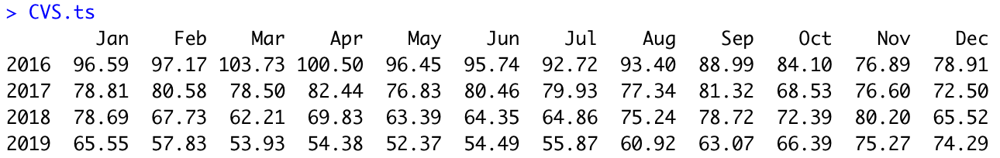 > CVS.ts
Jan Feb Mar Apr May Jun Jul Aug Sep Oct Nov Dec
2016 96.59 97.17 103.73 100.50 96.45 95.74 92.72 93.40 88.99 84.10 76.89 78.91
2017 78.81 80.58 78.50 82.44 76.83 80.46 79.93 77.34 81.32 68.53 76.60 72.50
2018 78.69 67.73 62.21 69.83 63.39 64.35 64.86 75.24 78.72 72.39 80.20 65.52
2019 65.55 57.83 53.93 54.38 52.37 54.49 55.87 60.92 63.07 66.39 75.27 74.29